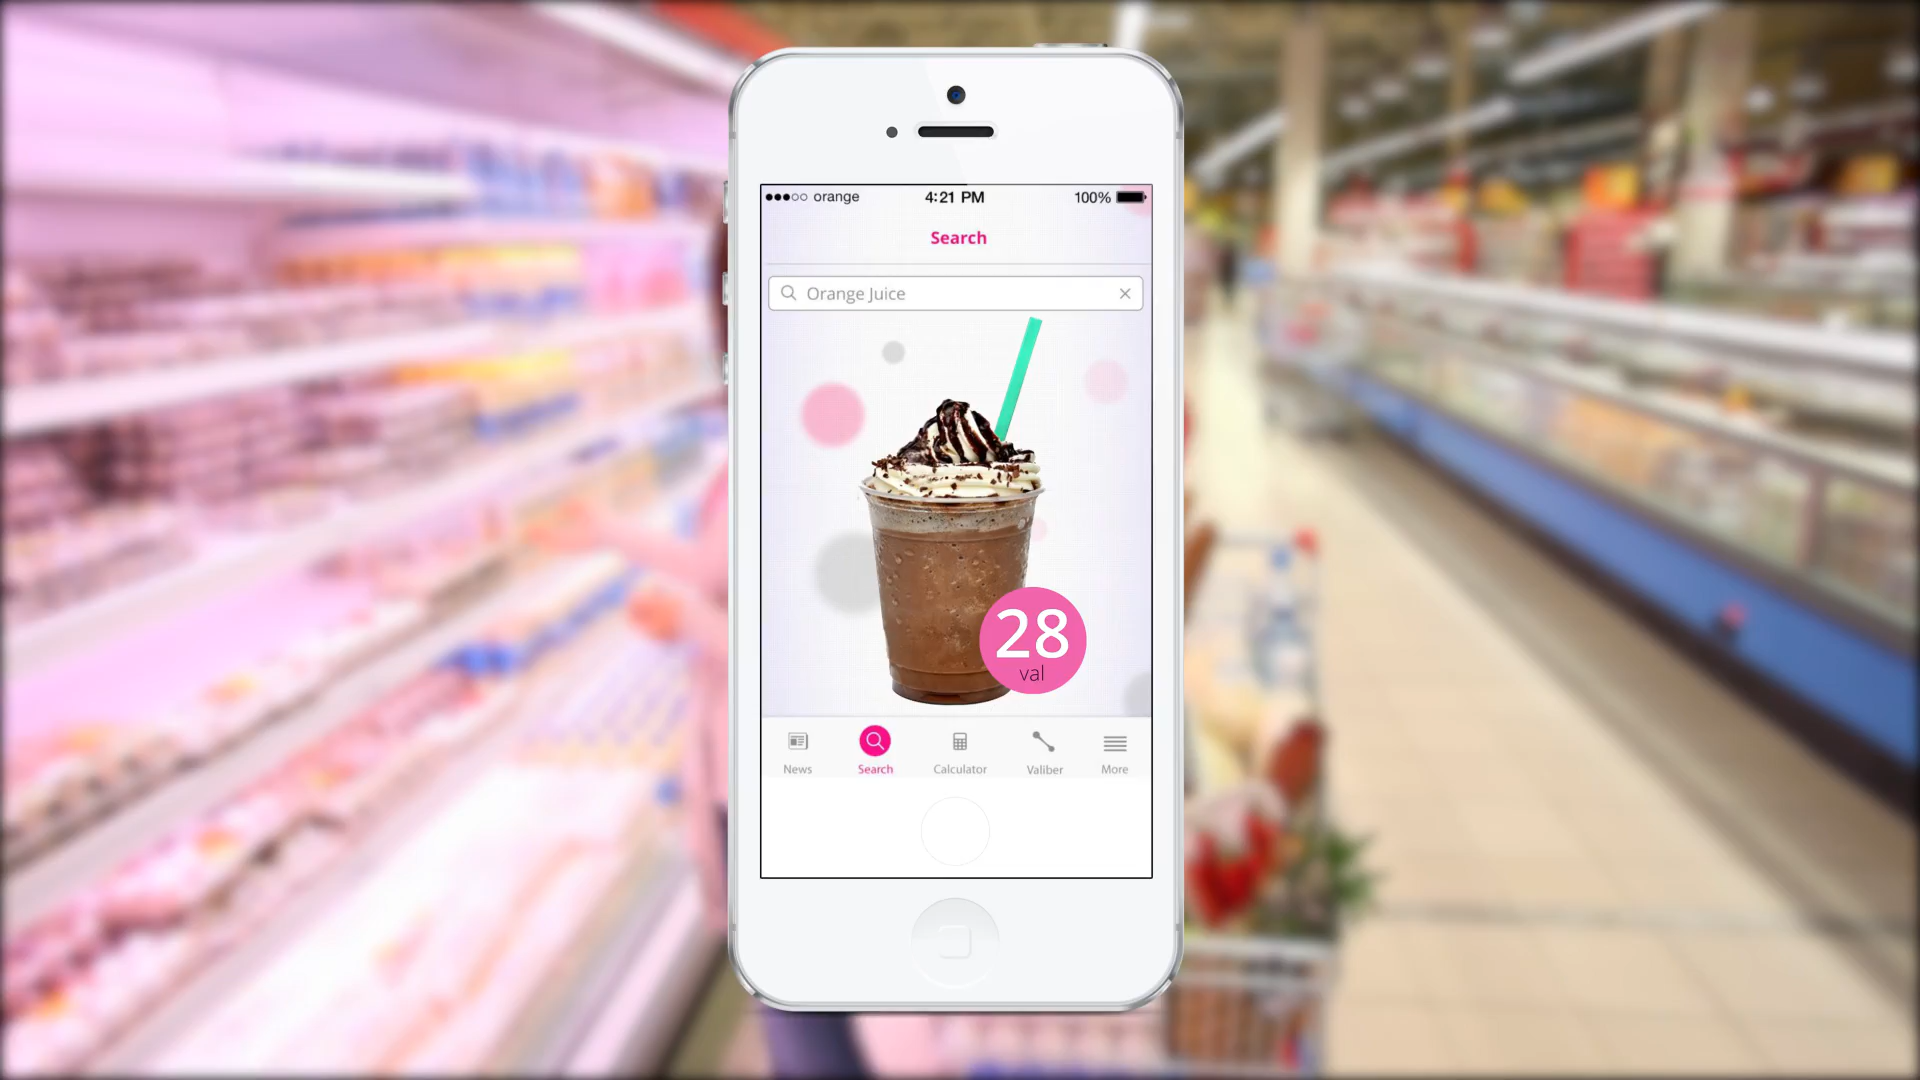 orange 4:21 PM 100%
Search
Orange Juice
28
val
News Search Calculator Valiber More